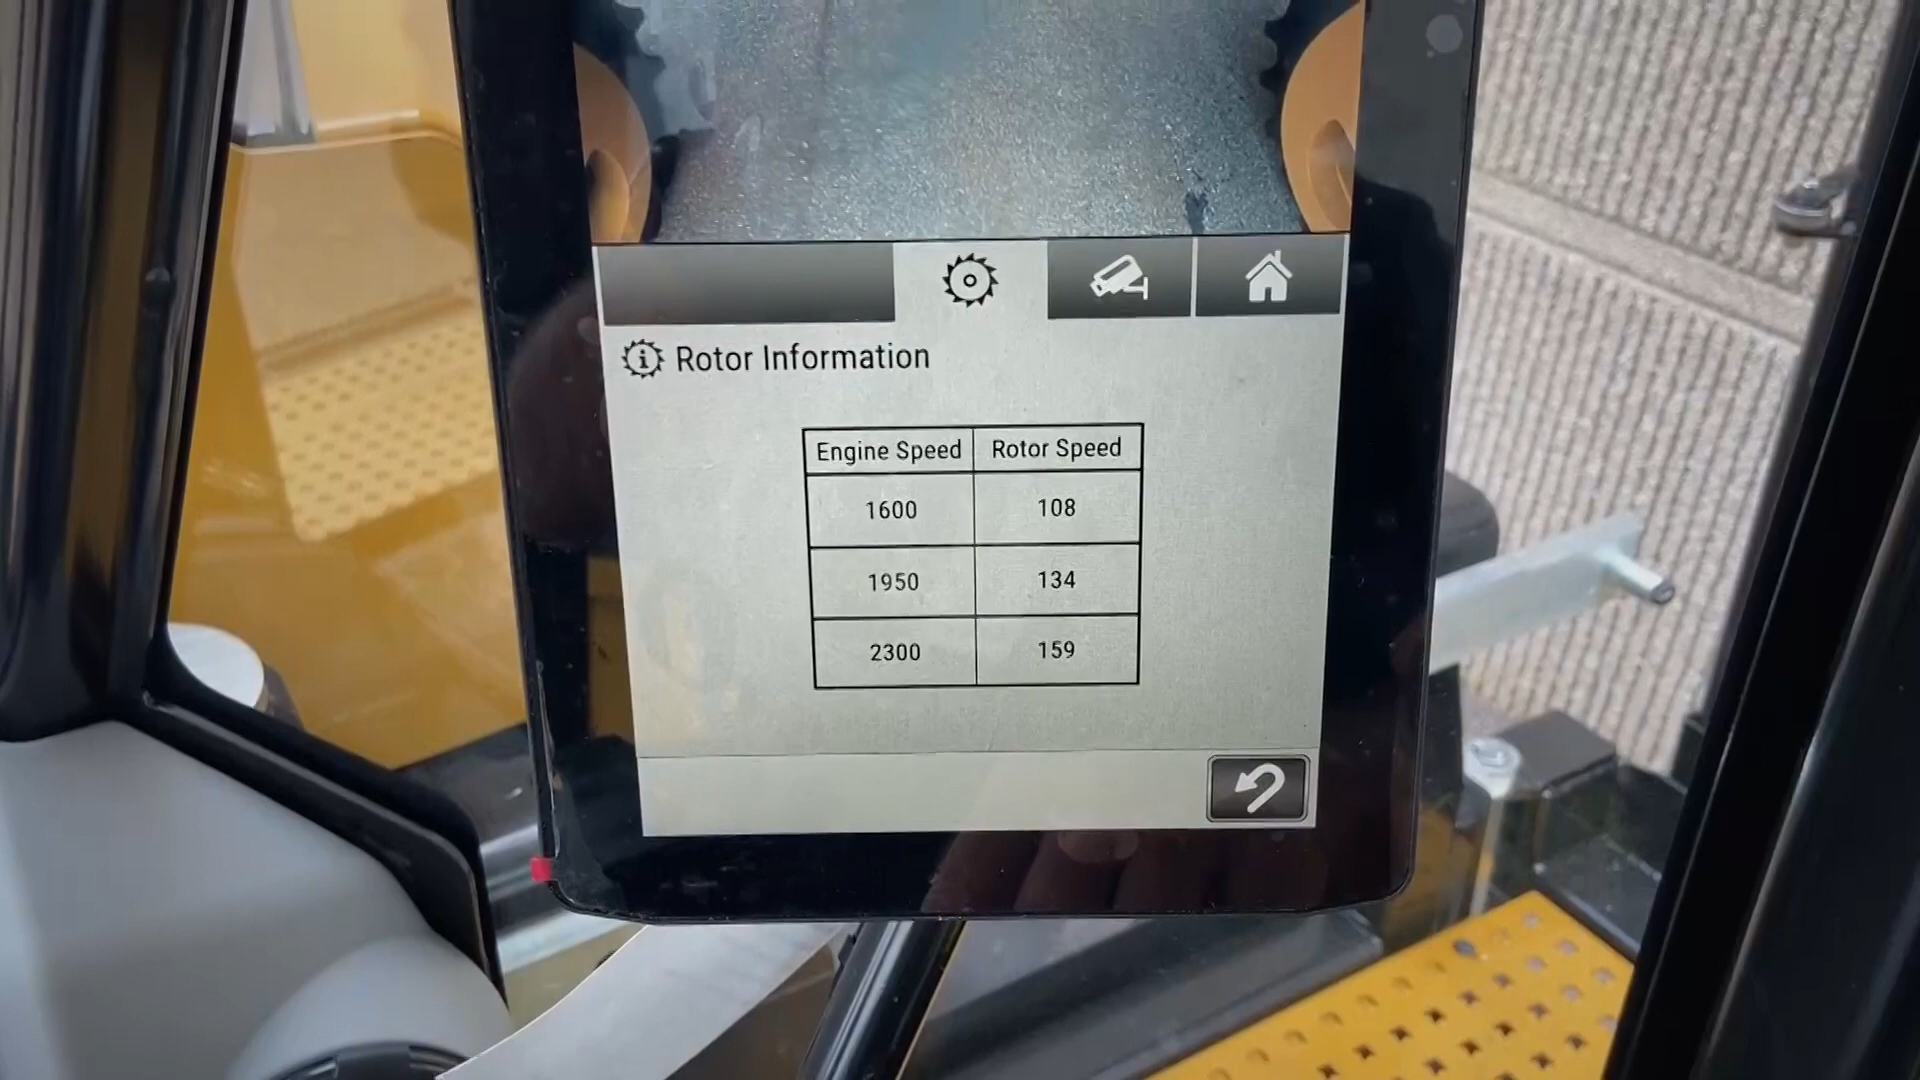 Rotor Information
Engine Speed Rotor Speed
1600 108
1950 134
2300 159